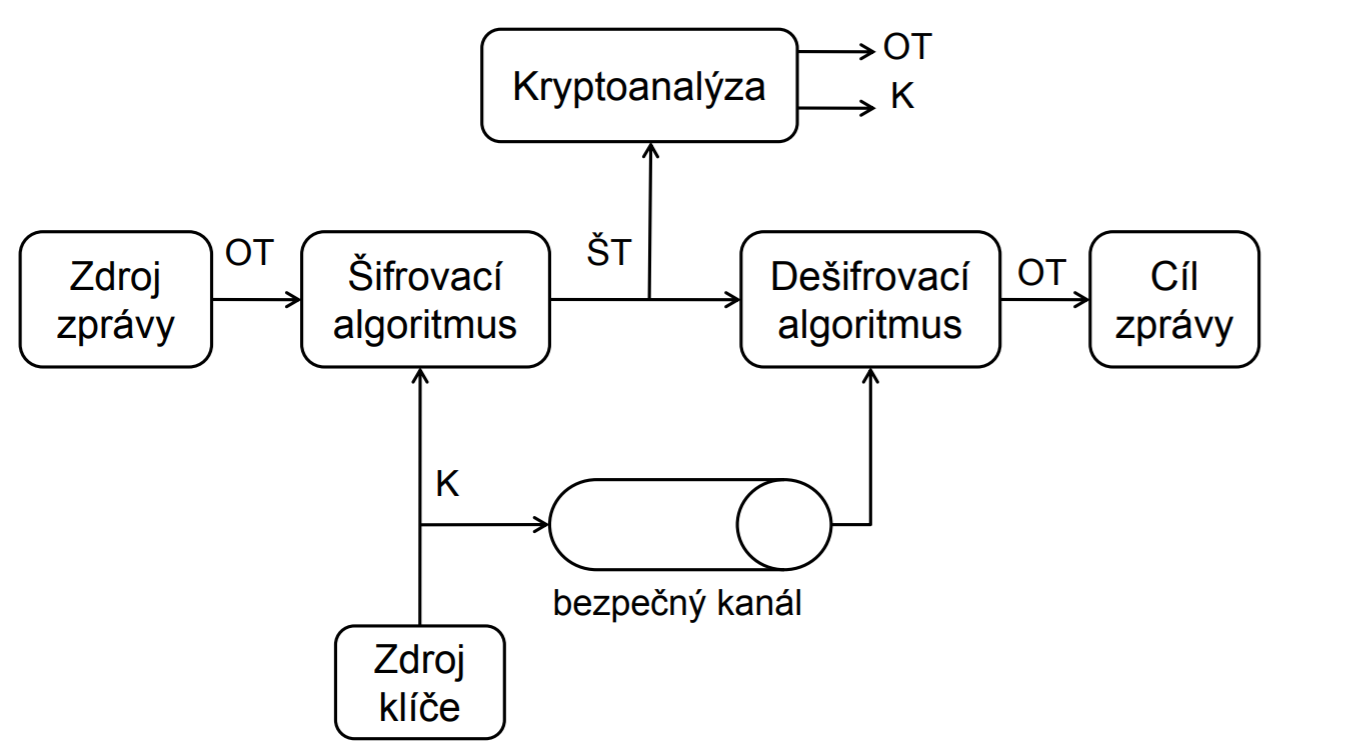 Kryptoanalýza
OT
K
Zdroj
zprávy
OT
Šifrovací
algoritmus
ŠT
Dešifrovací
algoritmus
OT
Cíl
zprávy
K
bezpečný kanál
Zdroj
klíče